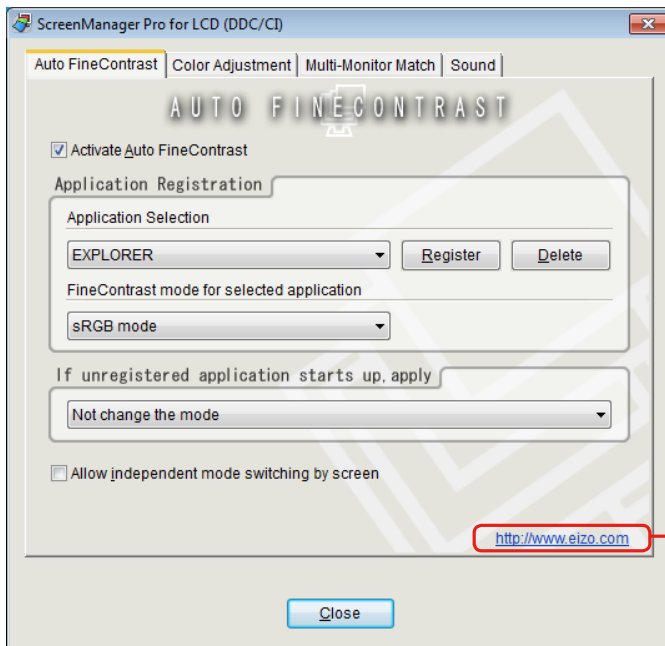 ScreenManager Pro for LCD (DDC/CI)
Auto FineContrast Color Adjustment Multi-Monitor Match Sound
AUTO FINECONTRAST
Activate Auto FineContrast
Application Registration
Application Selection
EXPLORER Register Delete
FineContrast mode for selected application
sRGB mode
If unregistered application starts up, apply
Not change the mode
Allow independent mode switching by screen
http://www.eizo.com
Close